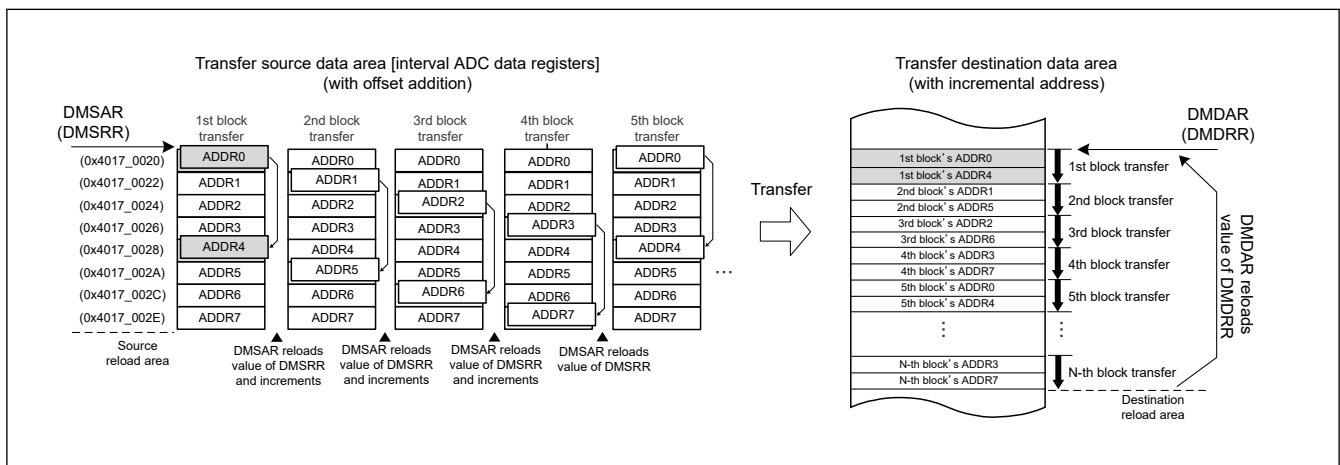 Transfer source data area [interval ADC data registers]
(with offset addition)
DMSAR
(DMSRR)
1st block
transfer
2nd block
transfer
3rd block
transfer
4th block
transfer
5th block
transfer
(0x4017_0020)
ADDR0
ADDR0
ADDR0
ADDR0
ADDR0
(0x4017_0022)
ADDR1
ADDR1
ADDR1
ADDR1
ADDR1
(0x4017_0024)
ADDR2
ADDR2
ADDR2
ADDR2
ADDR2
(0x4017_0026)
ADDR3
ADDR3
ADDR3
ADDR3
ADDR3
(0x4017_0028)
ADDR4
ADDR4
ADDR4
ADDR4
ADDR4
(0x4017_002A)
ADDR5
ADDR5
ADDR5
ADDR5
ADDR5
(0x4017_002C)
ADDR6
ADDR6
ADDR6
ADDR6
ADDR6
(0x4017_002E)
ADDR7
ADDR7
ADDR7
ADDR7
ADDR7
...
Source
reload area
DMSAR reloads
value of DMSRR
and increments
DMSAR reloads
value of DMSRR
and increments
DMSAR reloads
value of DMSRR
and increments
DMSAR reloads
value of DMSRR
Transfer
Transfer destination data area
(with incremental address)
DMDAR
(DMDRR)
1st block's ADDR0
1st block's ADDR4
1st block transfer
2nd block's ADDR1
2nd block's ADDR5
2nd block transfer
3rd block's ADDR2
3rd block's ADDR6
3rd block transfer
4th block's ADDR3
4th block's ADDR7
4th block transfer
5th block's ADDR0
5th block's ADDR4
5th block transfer
N-th block's ADDR3
N-th block's ADDR7
N-th block transfer
Destination
reload area
DMDAR reloads
value of DMDRR